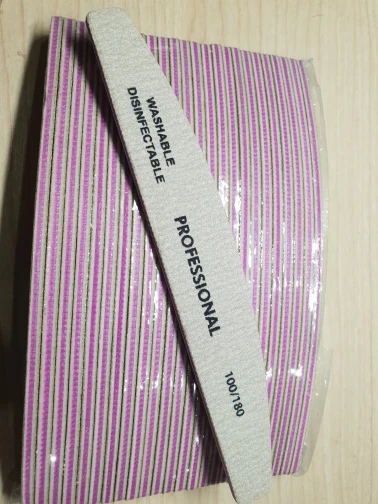 WASHABLE
DISINFECTABLE
PROFESSIONAL
100/180